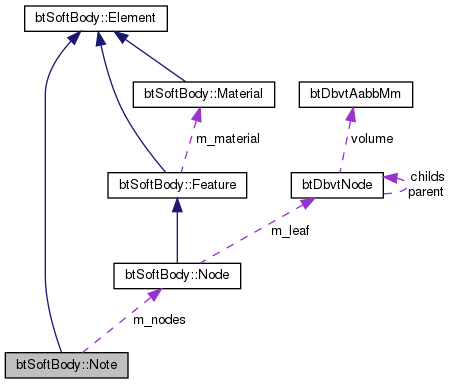 btSoftBody::Element
btSoftBody::Material
btDbvtAabbMm
m_material
volume
btSoftBody::Feature
btDbvtNode
childs
parent
m_leaf
btSoftBody::Node
m_nodes
btSoftBody::Note